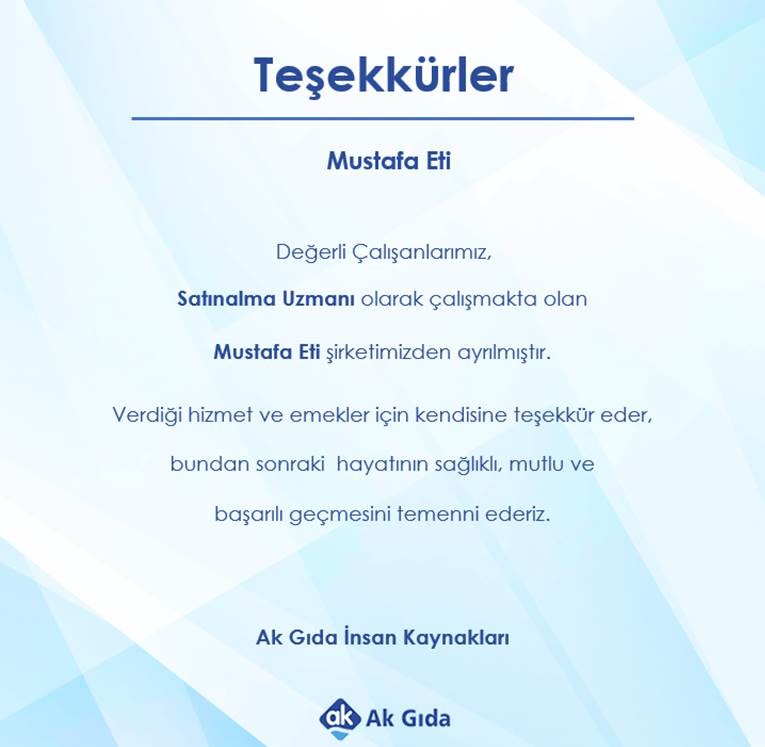 Teşekkürler
Mustafa Eti
Değerli Çalışanlarımız,
Satınalma Uzmanı olarak çalışmakta olan
Mustafa Eti şirketimizden ayrılmıştır.
Verdiği hizmet ve emekler için kendisine teşekkür eder,
bundan sonraki  hayatının sağlıklı, mutlu ve
başarılı geçmesini temenni ederiz.
Ak Gıda İnsan Kaynakları
ak Ak Gıda